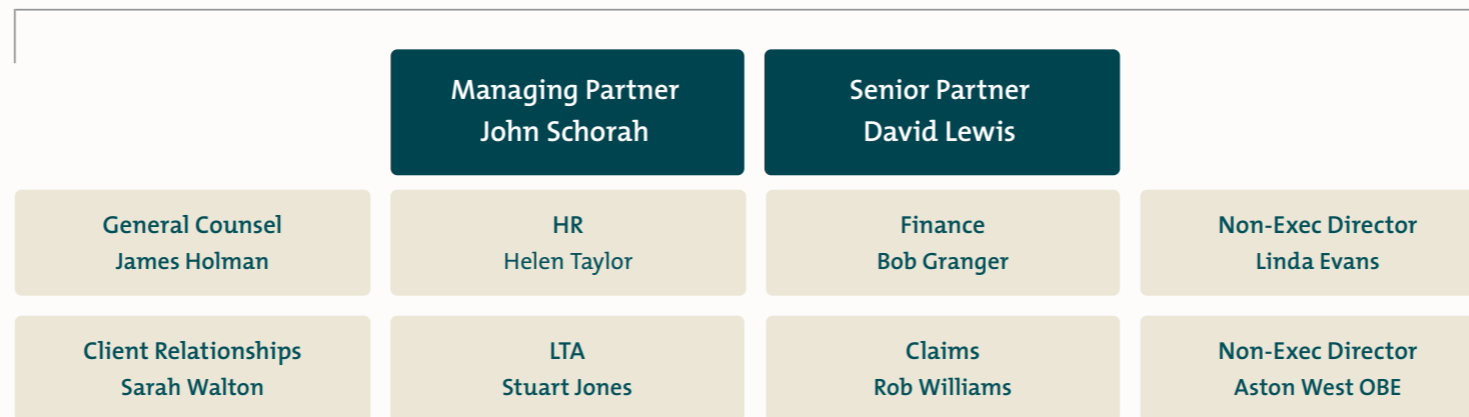 Managing Partner
John Schorah
Senior Partner
David Lewis
General Counsel
James Holman
HR
Helen Taylor
Finance
Bob Granger
Non-Exec Director
Linda Evans
Client Relationships
Sarah Walton
LTA
Stuart Jones
Claims
Rob Williams
Non-Exec Director
Aston West OBE